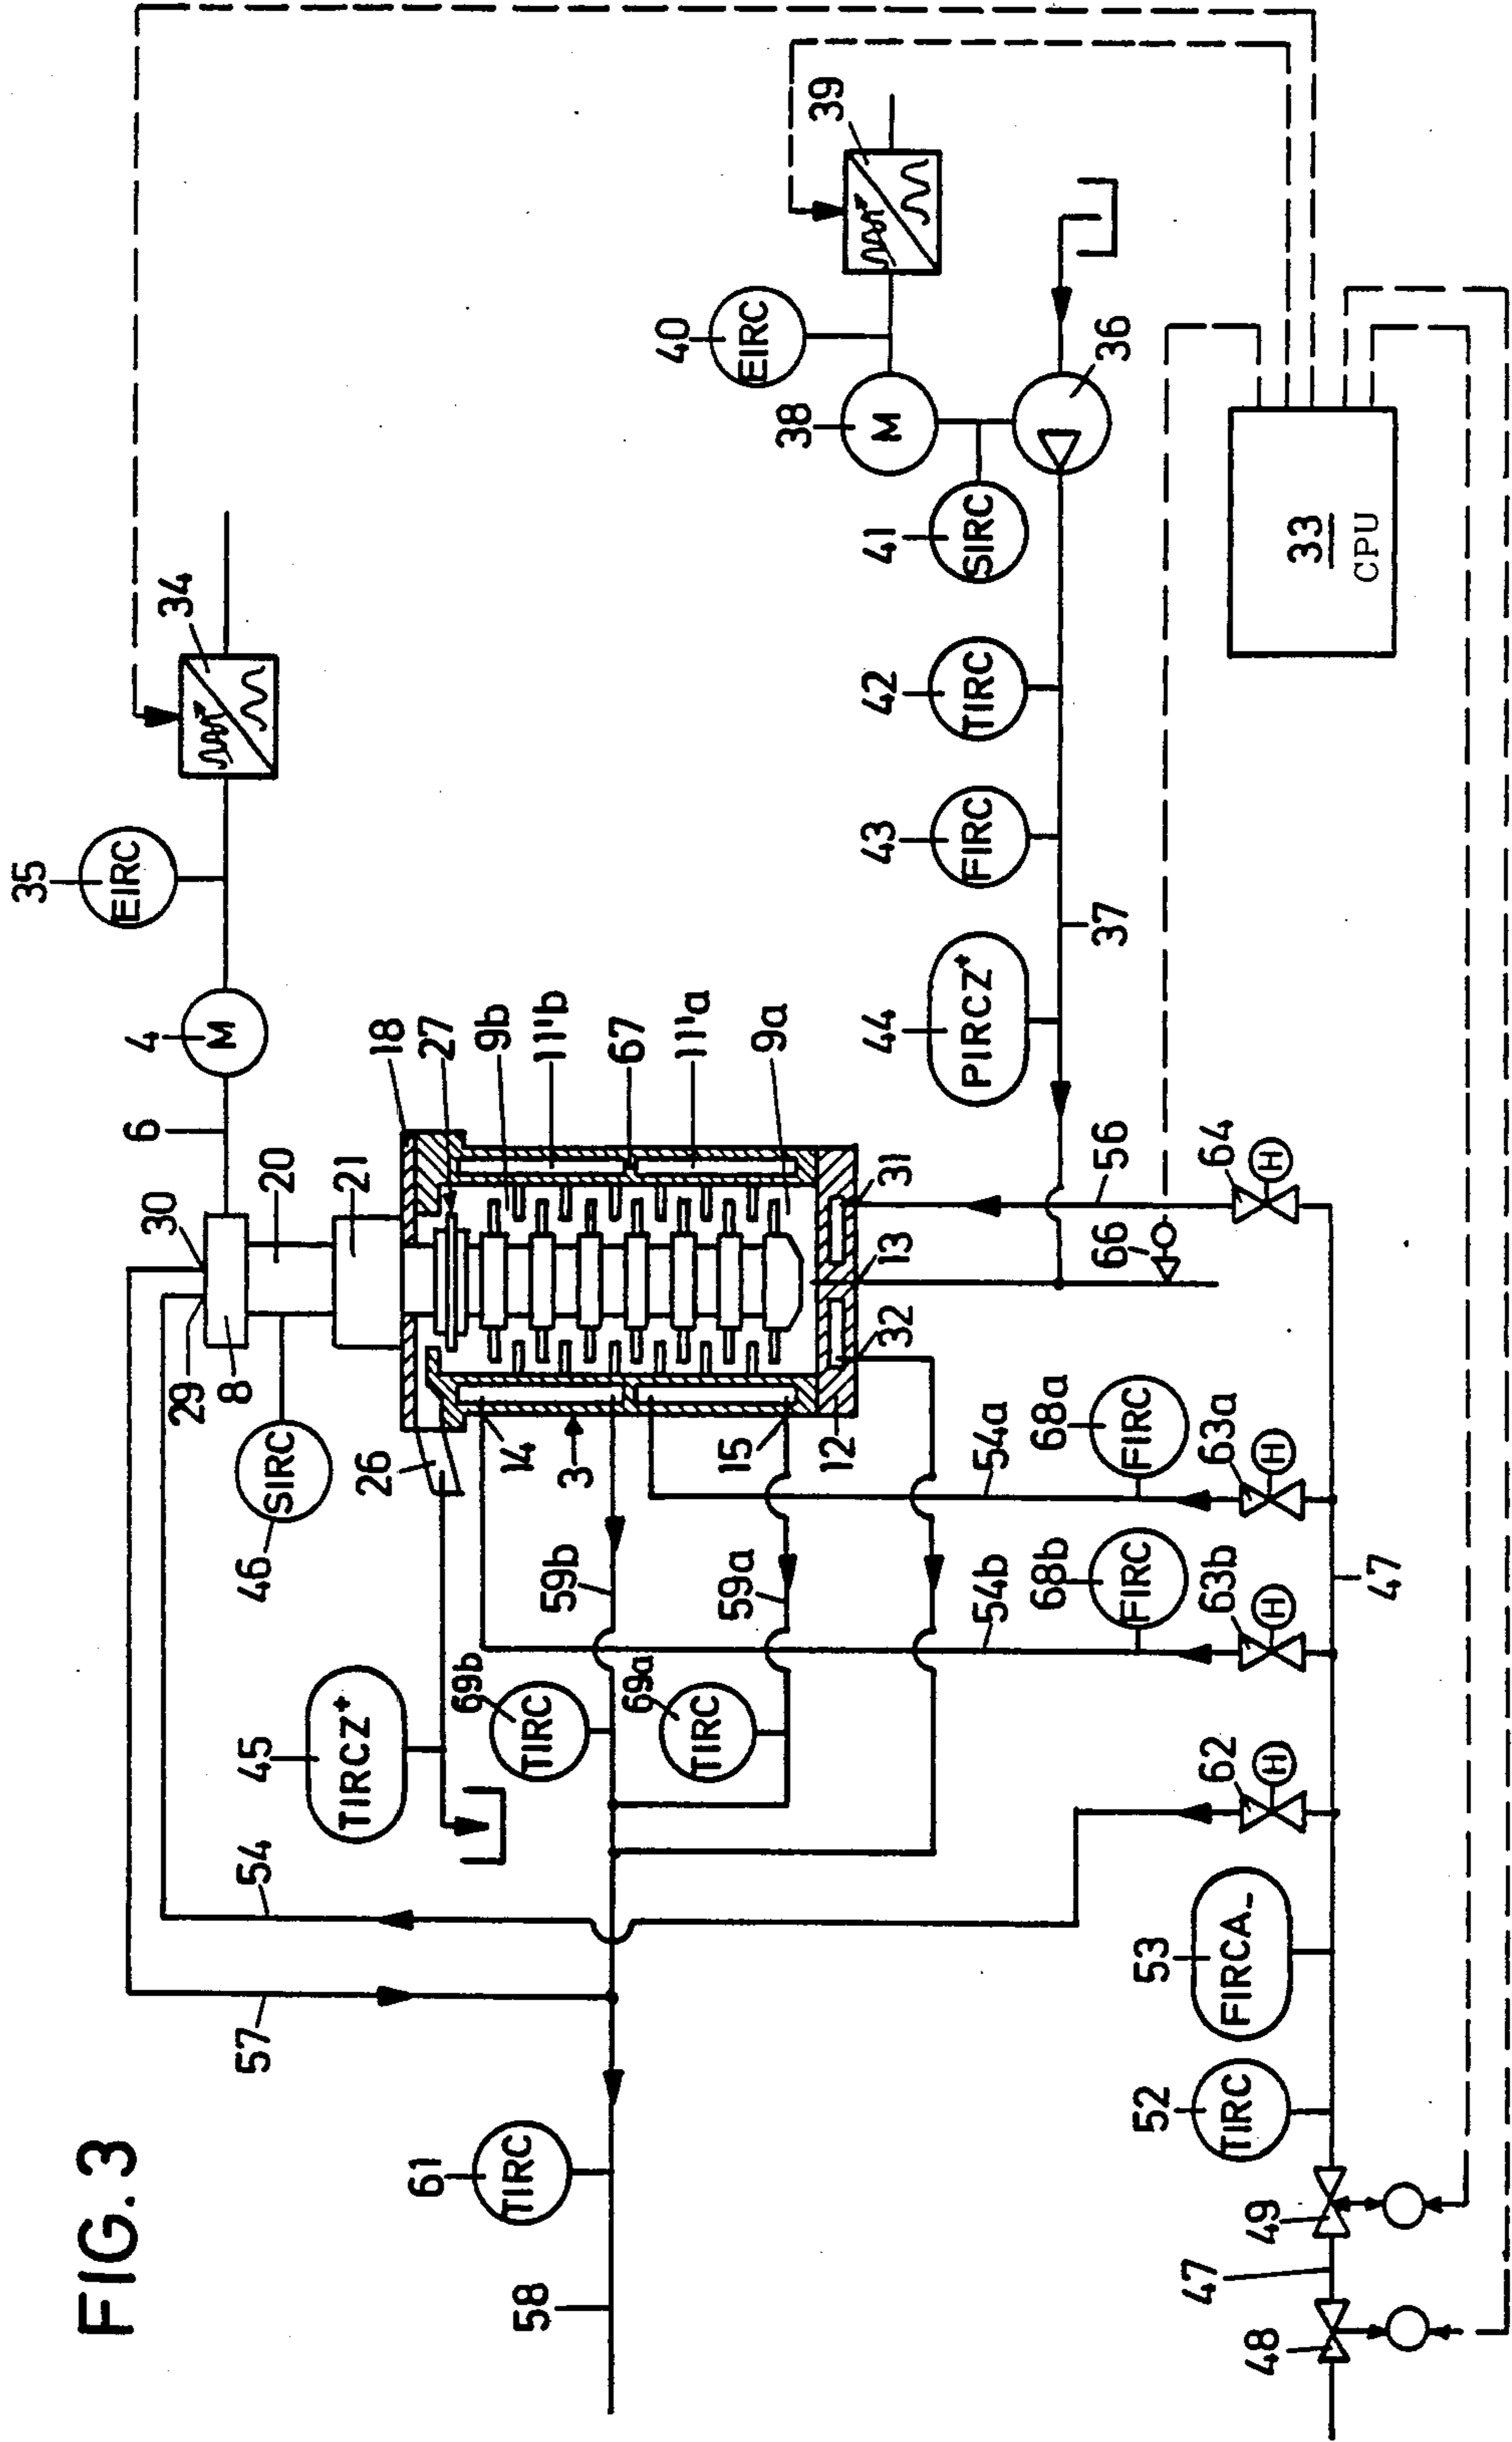 FIG. 3
35
EIRC
34
4
M
6
30
29
8
20
21
46
SIRC
18
27
9b
11'b
67
11'a
9a
26
14
3
15
12
32
13
31
45
TIRCZ+
54
57
59b
59a
69b
TIRC
69a
TIRC
61
TIRC
58
40
EIRC
39
38
M
36
41
SIRC
42
TIRC
43
FIRC
44
PIRCZ+
37
33
CPU
56
64
H
66
54a
68a
FIRC
63a
H
54b
68b
FIRC
63b
H
47
62
H
53
FIRCA-
52
TIRC
49
47
48